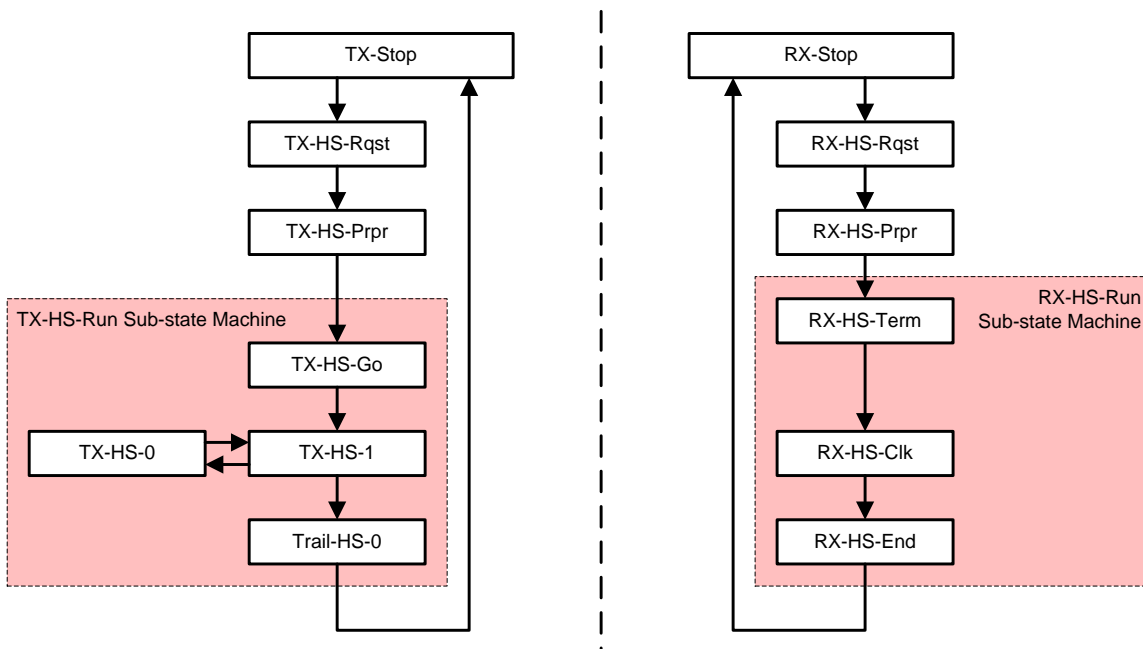 TX-Stop
TX-HS-Rqst
TX-HS-Prpr
TX-HS-Run Sub-state Machine
TX-HS-Go
TX-HS-0
TX-HS-1
Trail-HS-0
RX-Stop
RX-HS-Rqst
RX-HS-Prpr
RX-HS-Run
Sub-state Machine
RX-HS-Term
RX-HS-Clk
RX-HS-End